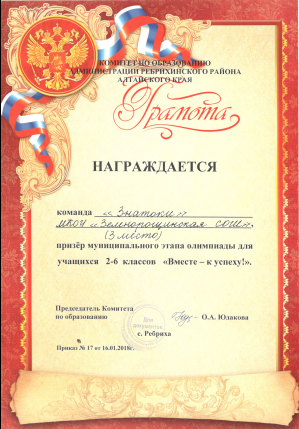 КОМИТЕТ ПО ОБРАЗОВАНИЮ
АДМИНИСТРАЦИИ РЕБРИХИНСКОГО РАЙОНА
АЛТАЙСКОГО КРАЯ
Грамота
НАГРАЖДАЕТСЯ
команда «Знатоки»
МКОУ «Зеленорощинская СОШ»,
(3 место)
призёр муниципального этапа олимпиады для
учащихся 2-6 классов «Вместе – к успеху!».
Председатель Комитета
по образованию О.А. Юдакова
Для документов
с. Ребриха
Приказ № 17 от 16.01.2018г.